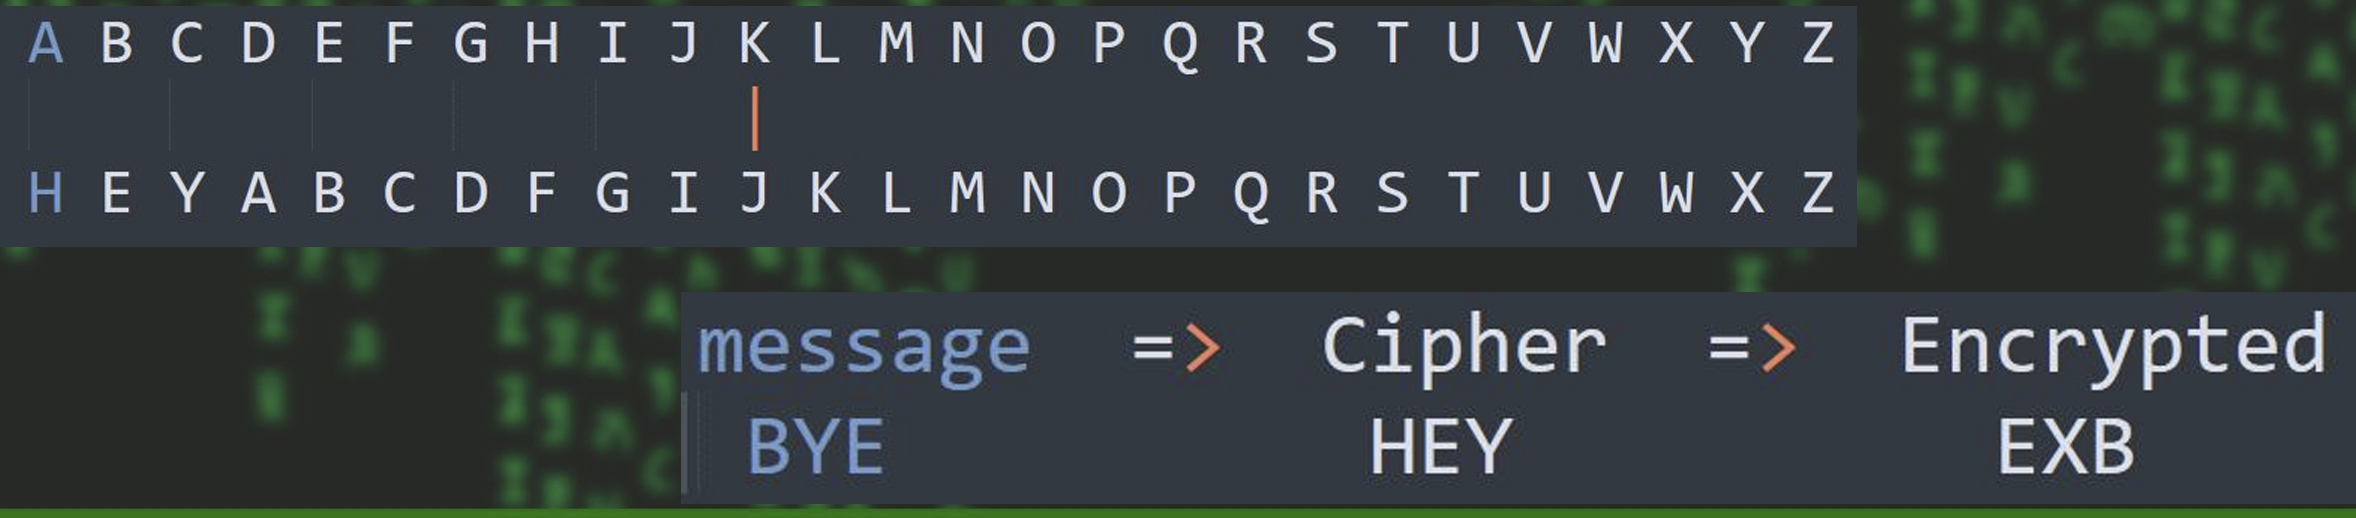 A B C D E F G H I J K L M N O P Q R S T U V W X Y Z
|
H E Y A B C D F G I J K L M N O P Q R S T U V W X Z
message => Cipher => Encrypted
BYE HEY EXB